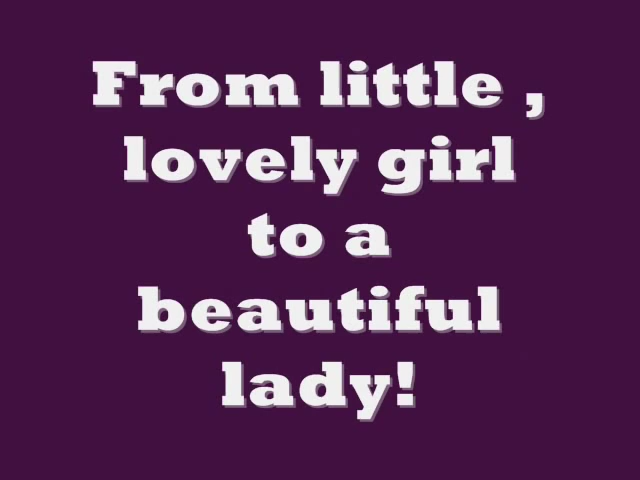 From little ,
lovely girl
to a
beautiful
lady!